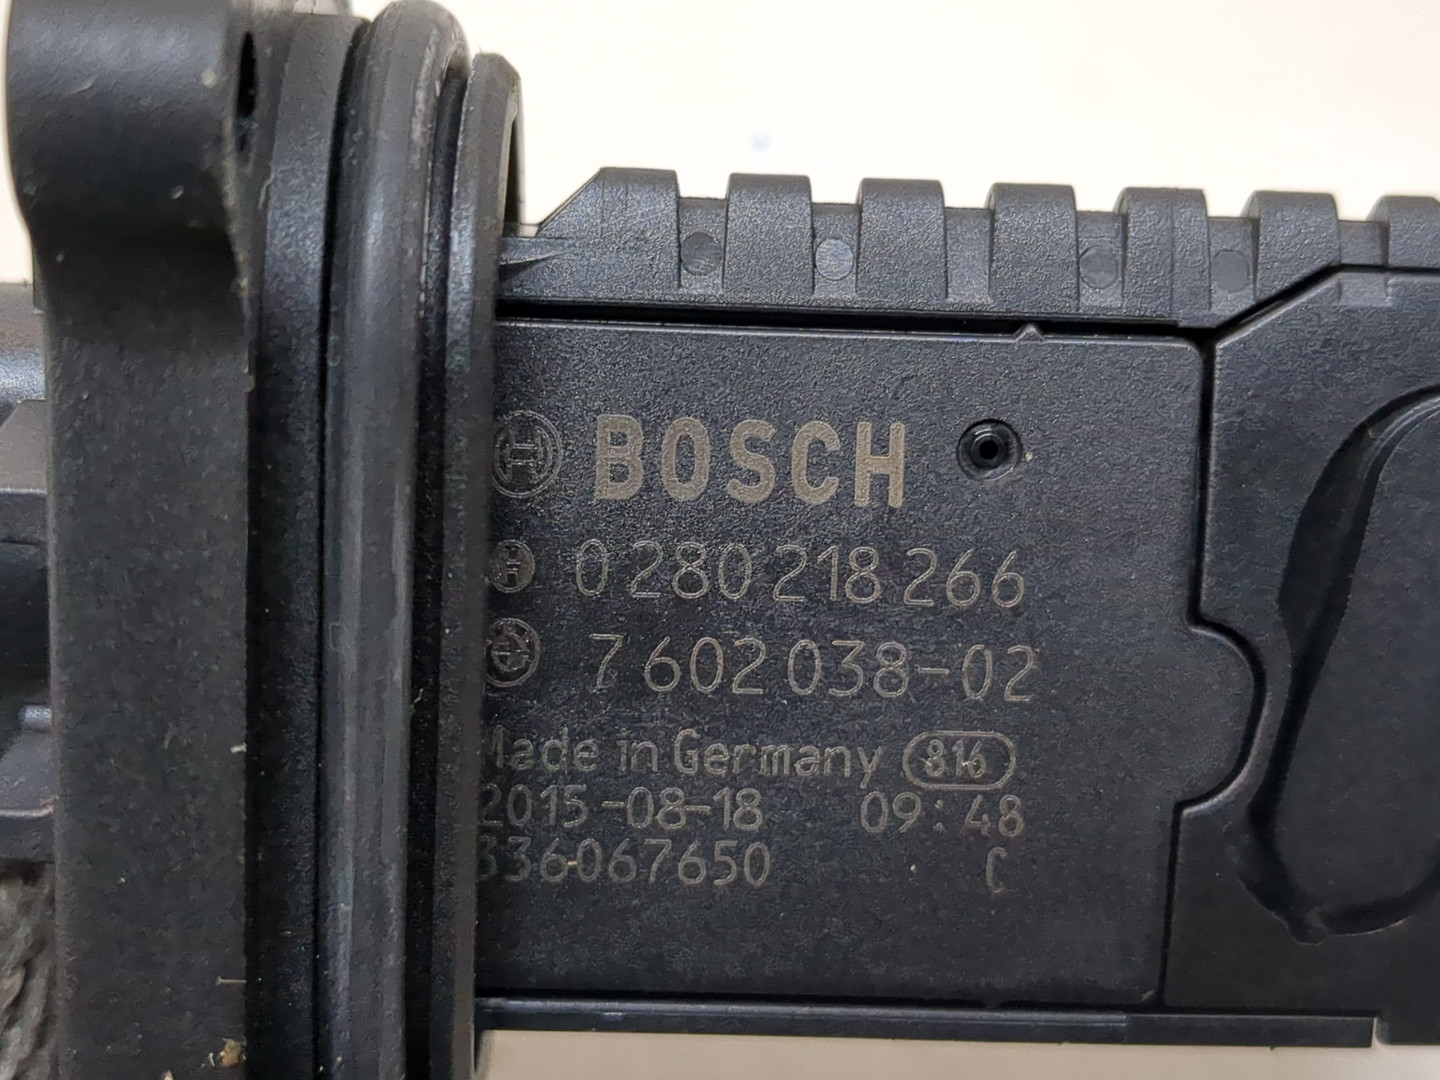 BOSCH
0 280 218 266
7 602 038-02
Made in Germany 816
2015-08-18 09:48
336067650 C